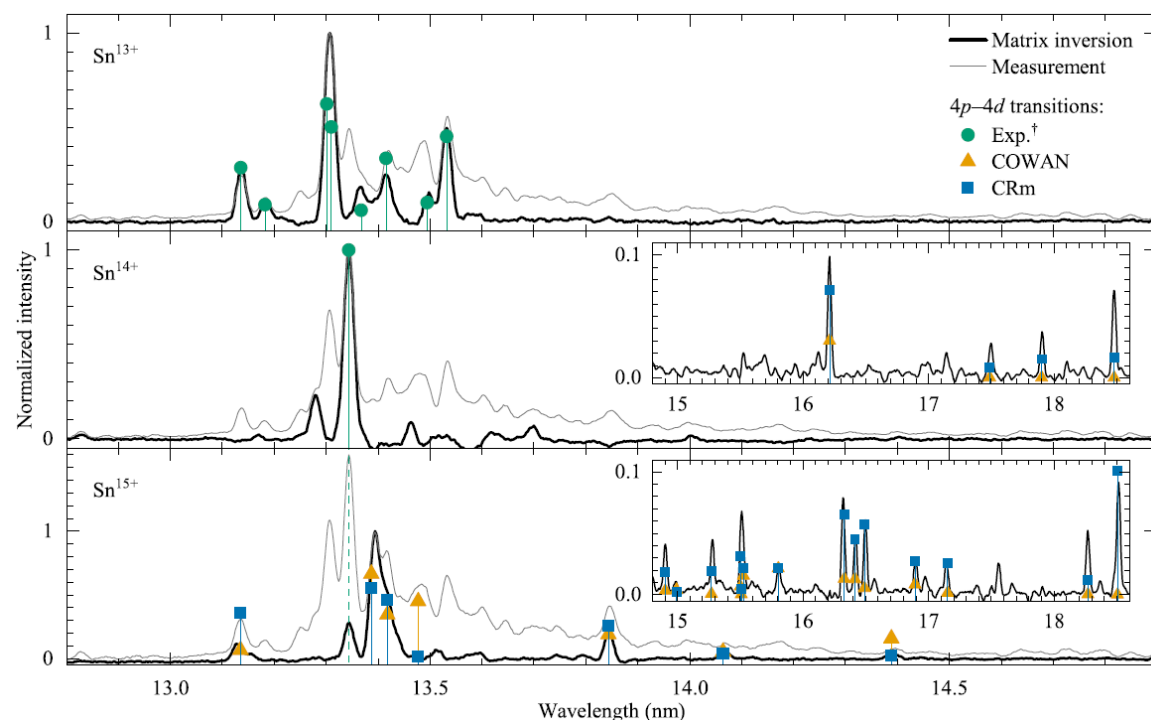 1
Sn13+
Matrix inversion
Measurement
4p–4d transitions:
Exp.†
COWAN
CRm
0
1
Sn14+
0.1
0.0
15 16 17 18
Normalized intensity
0
Sn15+
0.1
1
0.0
15 16 17 18
0
13.0 13.5 14.0 14.5
Wavelength (nm)